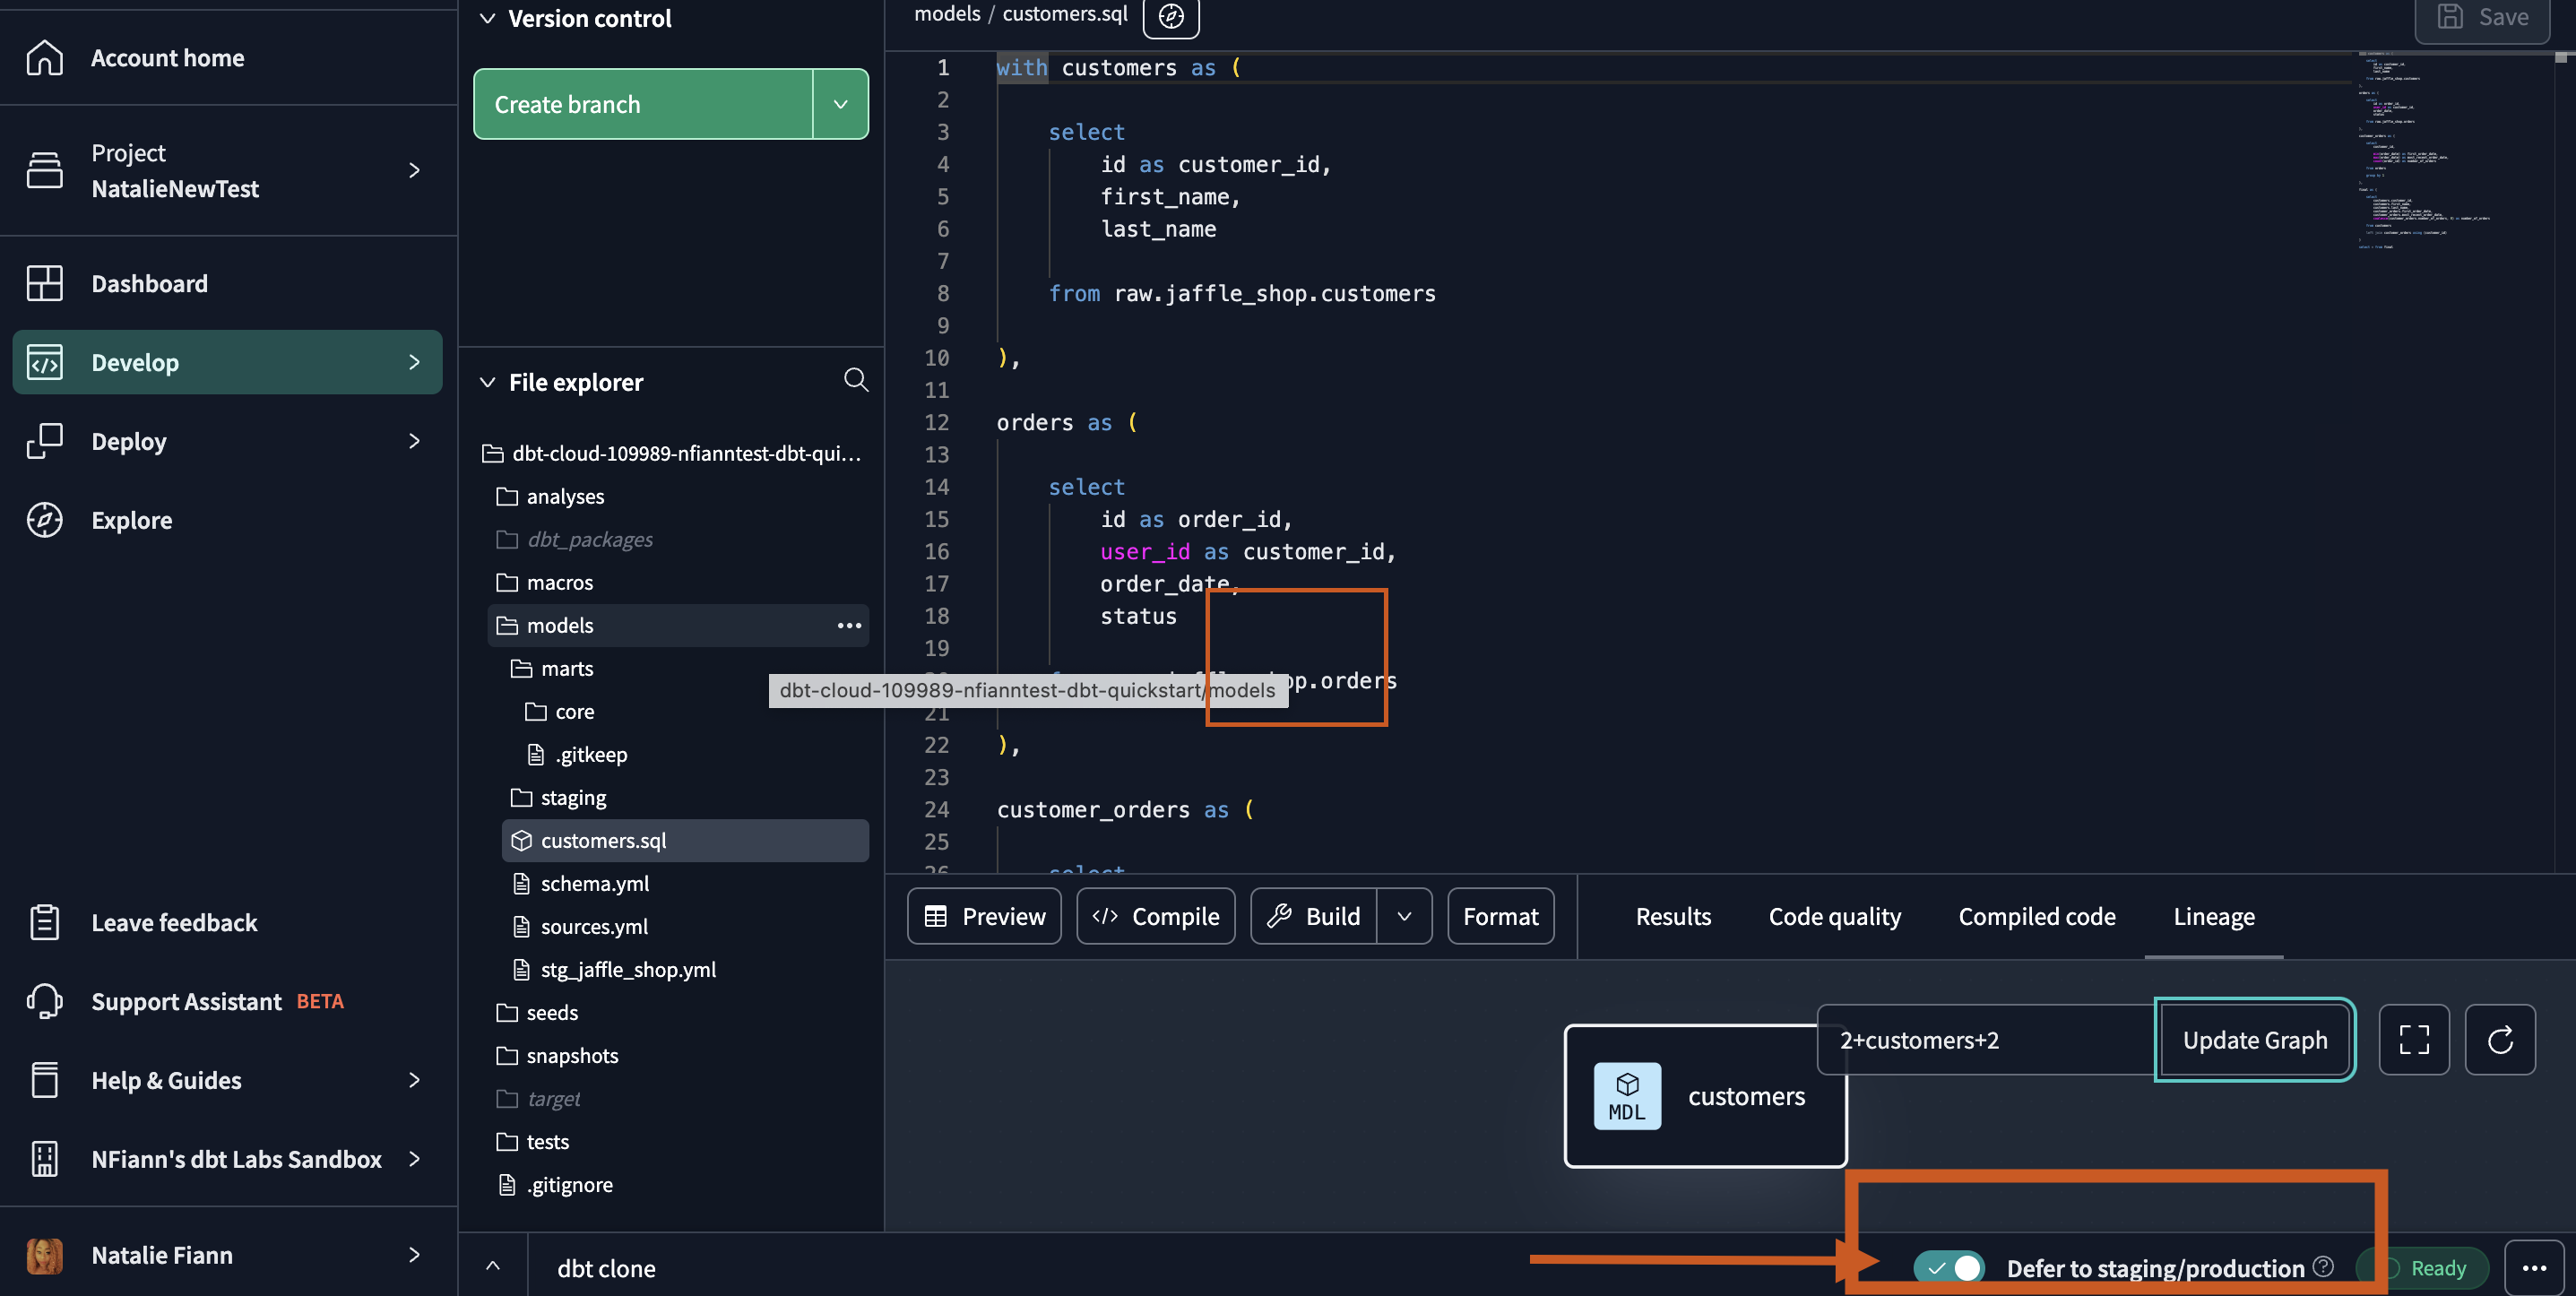 Account home
Project
NatalieNewTest
Dashboard
Develop
Deploy
Explore
Leave feedback
Support Assistant BETA
Help & Guides
NFiann's dbt Labs Sandbox
Natalie Fiann
Version control
Create branch
File explorer
dbt-cloud-109989-nfianntest-dbt-qui...
analyses
dbt_packages
macros
models
marts
core
.gitkeep
staging
customers.sql
schema.yml
sources.yml
stg_jaffle_shop.yml
seeds
snapshots
target
tests
.gitignore
models / customers.sql
Save
1 with customers as (
2
3 select
4 id as customer_id,
5 first_name,
6 last_name
7
8 from raw.jaffle_shop.customers
9
10 ),
11
12 orders as (
13
14 select
15 id as order_id,
16 user_id as customer_id,
17 order_date,
18 status
19
op.orders
dbt-cloud-109989-nfianntest-dbt-quickstart/models
21
22 ),
23
24 customer_orders as (
25
26 select
Preview
Compile
Build
Format
Results
Code quality
Compiled code
Lineage
2+customers+2
Update Graph
MDL
customers
dbt clone
Defer to staging/production
Ready